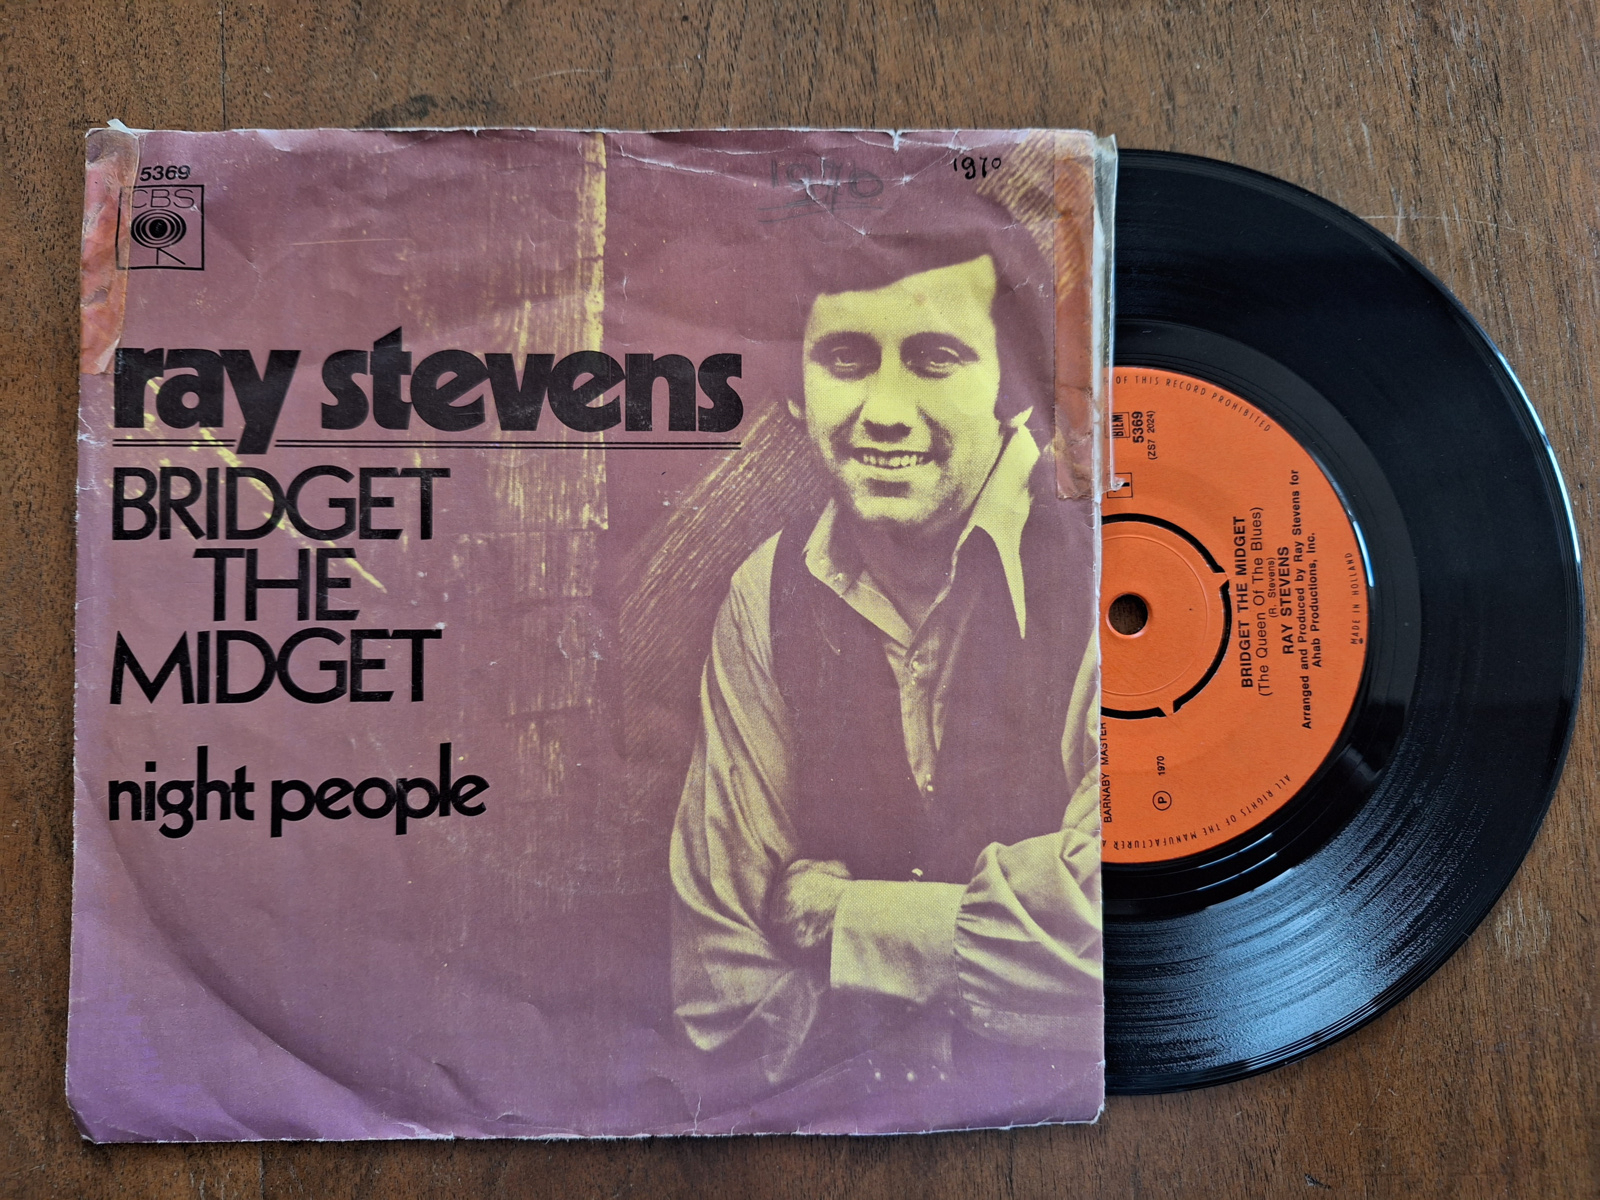 5369
CBS
1970
1970
ray stevens
BRIDGET
THE
MIDGET
night people
OF THIS RECORD PROHIBITED
BIEM
5369
(ZS7 2024)
1
BRIDGET THE MIDGET
(The Queen Of The Blues)
(R. Stevens)
RAY STEVENS
Arranged and Produced by Ray Stevens for
Ahab Productions, Inc.
MADE IN HOLLAND
BARNABY MASTER
℗ 1970
ALL RIGHTS OF THE MANUFACTURER